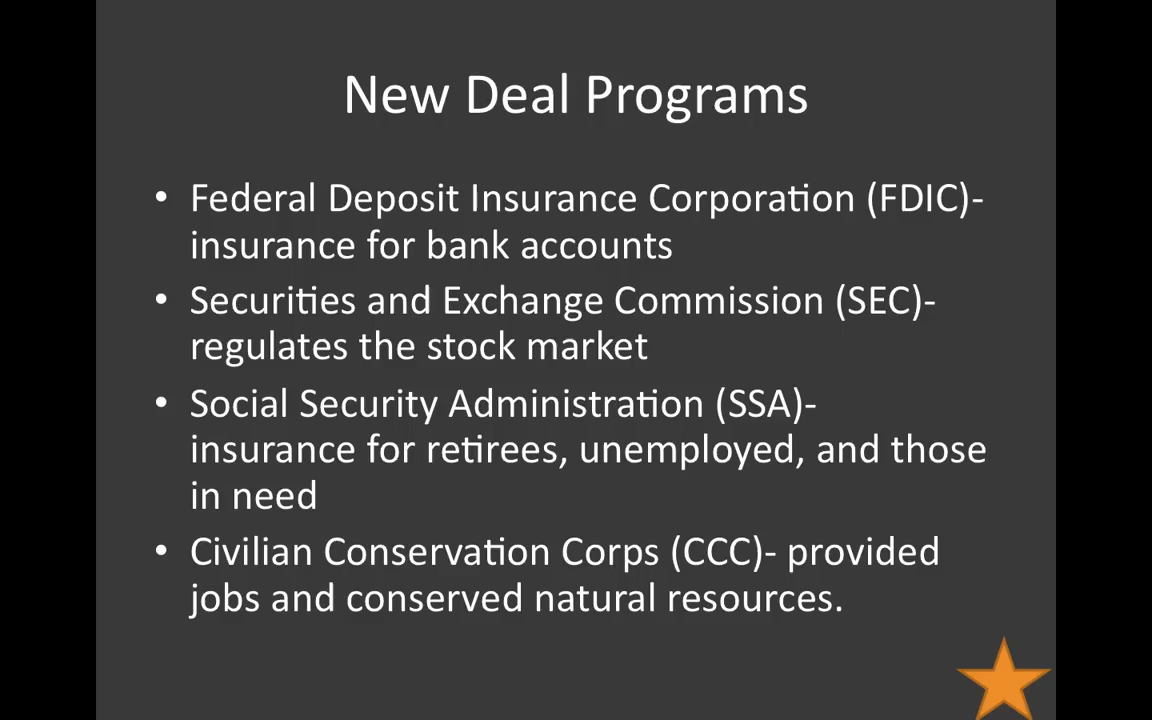 New Deal Programs
• Federal Deposit Insurance Corporation (FDIC)-
insurance for bank accounts
• Securities and Exchange Commission (SEC)-
regulates the stock market
• Social Security Administration (SSA)-
insurance for retirees, unemployed, and those
in need
• Civilian Conservation Corps (CCC)- provided
jobs and conserved natural resources.